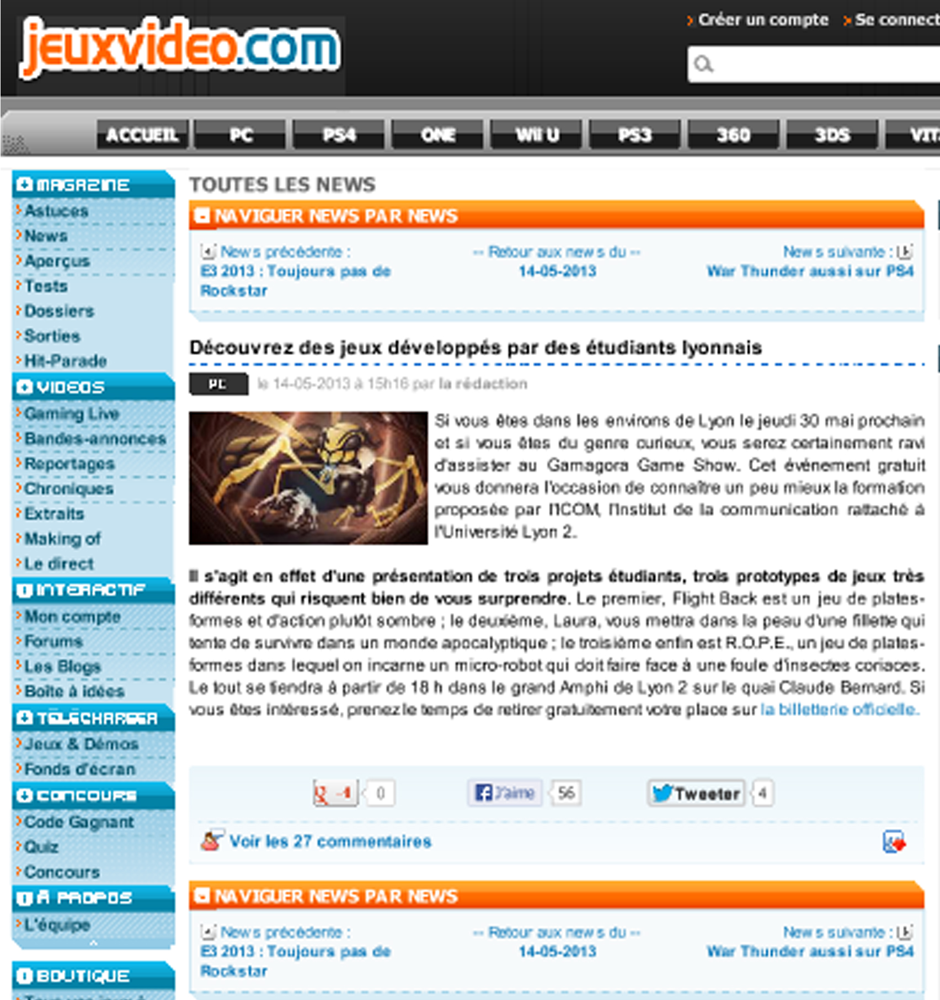 jeuxvideo.com
Créer un compte
ACCUEIL PC PS4 ONE Wii U PS3 360 3DS
MAGAZINE
Astuces
News
Aperçus
Tests
Dossiers
Sorties
Hit-Parade
VIDEOS
Gaming Live
Bandes-annonces
Reportages
Chroniques
Extraits
Making of
Le direct
INTERACTIF
Mon compte
Forums
Les Blogs
Boîte à idées
TÉLÉCHARGER
Jeux & Démos
Fonds d'écran
CONCOURS
Code Gagnant
Quiz
Concours
À PROPOS
L'équipe
BOUTIQUE
TOUTES LES NEWS
NAVIGUER NEWS PAR NEWS
News précédente :
E3 2013 : Toujours pas de
Rockstar
-- Retour aux news du --
14-05-2013
News suivante :
War Thunder aussi sur PS4
Découvrez des jeux développés par des étudiants lyonnais
PC le 14-05-2013 à 15h16 par la rédaction
Si vous êtes dans les environs de Lyon le jeudi 30 mai prochain
et si vous êtes du genre curieux, vous serez certainement ravi
d'assister au Gamagora Game Show. Cet événement gratuit
vous donnera l'occasion de connaître un peu mieux la formation
proposée par l'ICOM, l'Institut de la communication rattaché à
l'Université Lyon 2.
Il s'agit en effet d'une présentation de trois projets étudiants, trois prototypes de jeux très
différents qui risquent bien de vous surprendre. Le premier, Flight Back est un jeu de plates-
formes et d'action plutôt sombre ; le deuxième, Laura, vous mettra dans la peau d'une fillette qui
tente de survivre dans un monde apocalyptique ; le troisième enfin est R.O.P.E., un jeu de plates-
formes dans lequel on incarne un micro-robot qui doit faire face à une foule d'insectes coriaces.
Le tout se tiendra à partir de 18 h dans le grand Amphi de Lyon 2 sur le quai Claude Bernard. Si
vous êtes intéressé, prenez le temps de retirer gratuitement votre place sur la billetterie officielle.
0 J'aime 56 Tweeter 4
Voir les 27 commentaires
NAVIGUER NEWS PAR NEWS
News précédente :
E3 2013 : Toujours pas de
Rockstar
-- Retour aux news du --
14-05-2013
News suivante :
War Thunder aussi sur PS4